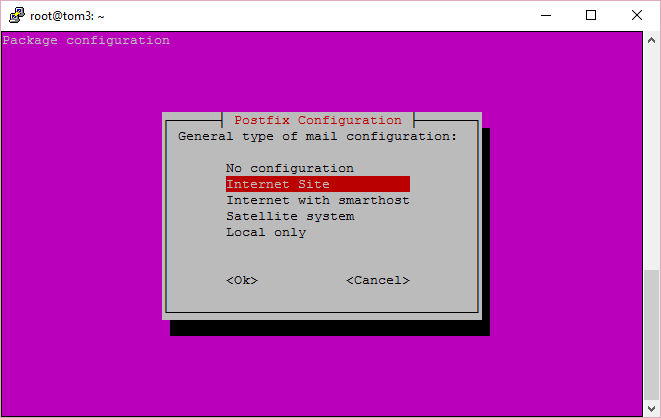 root@tom3: ~
Package configuration
Postfix Configuration
General type of mail configuration:
No configuration
Internet Site
Internet with smarthost
Satellite system
Local only
<Ok> <Cancel>